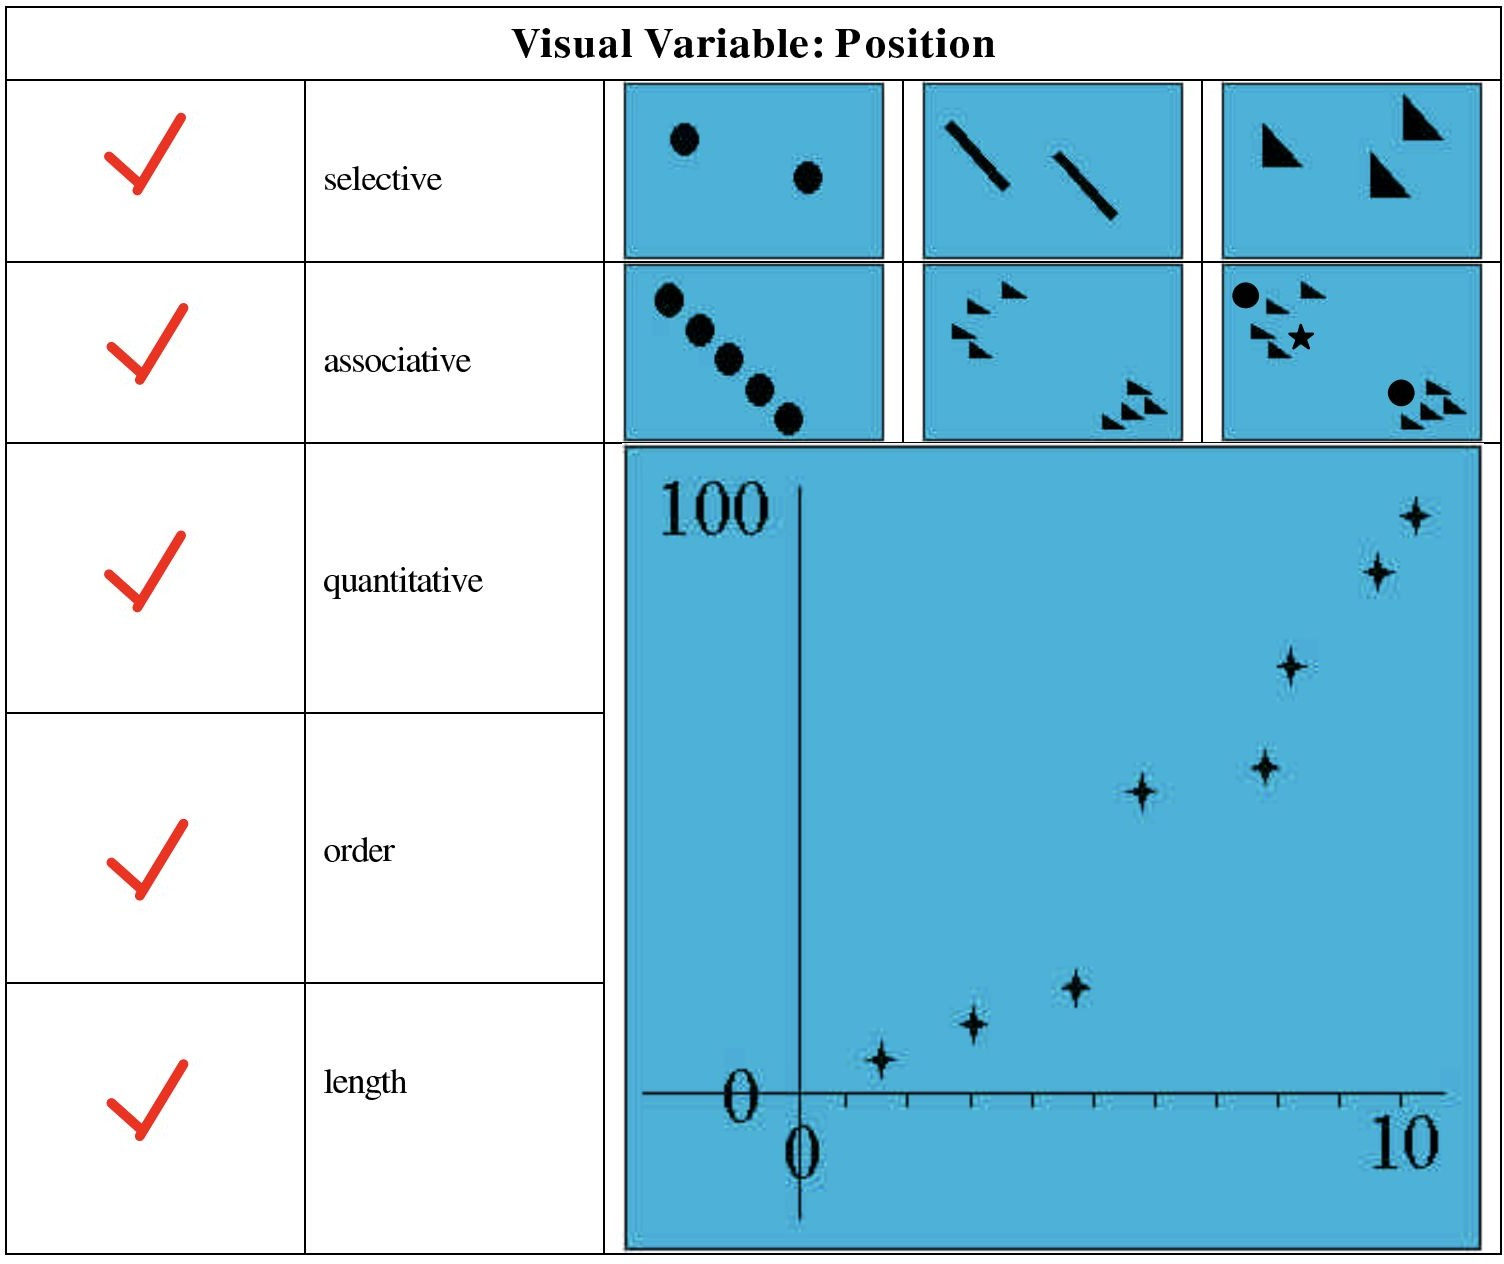 Visual Variable: Position
selective
associative
quantitative
order
length
100
0
0
10